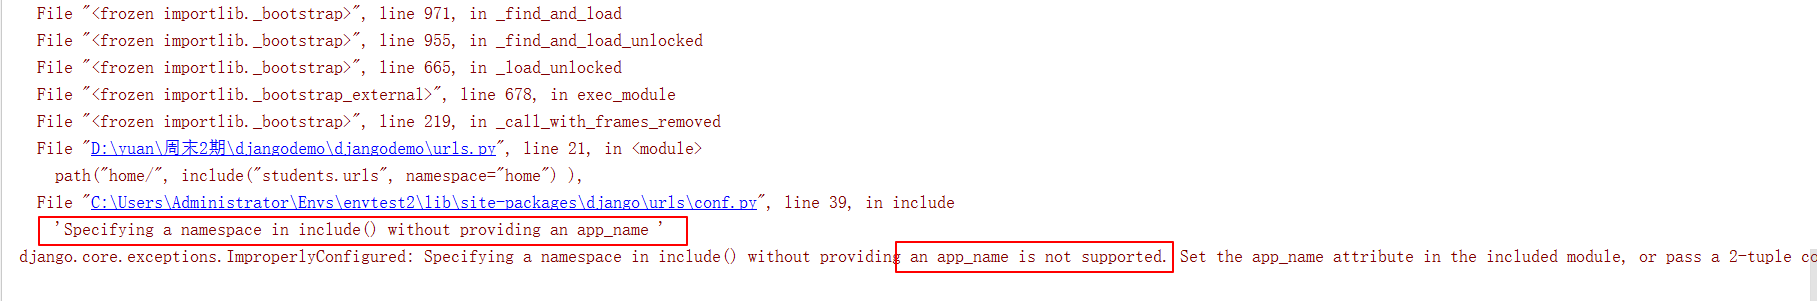 File "<frozen importlib._bootstrap>", line 971, in _find_and_load
File "<frozen importlib._bootstrap>", line 955, in _find_and_load_unlocked
File "<frozen importlib._bootstrap>", line 665, in _load_unlocked
File "<frozen importlib._bootstrap_external>", line 678, in exec_module
File "<frozen importlib._bootstrap>", line 219, in _call_with_frames_removed
File "D:\yuan\周末2期\djangodemo\djangodemo\urls.py", line 21, in <module>
path("home/", include("students.urls", namespace="home") ),
File "C:\Users\Administrator\Envs\envtest2\lib\site-packages\django\urls\conf.py", line 39, in include
'Specifying a namespace in include() without providing an app_name '
django.core.exceptions.ImproperlyConfigured: Specifying a namespace in include() without providing an app_name is not supported. Set the app_name attribute in the included module, or pass a 2-tuple co